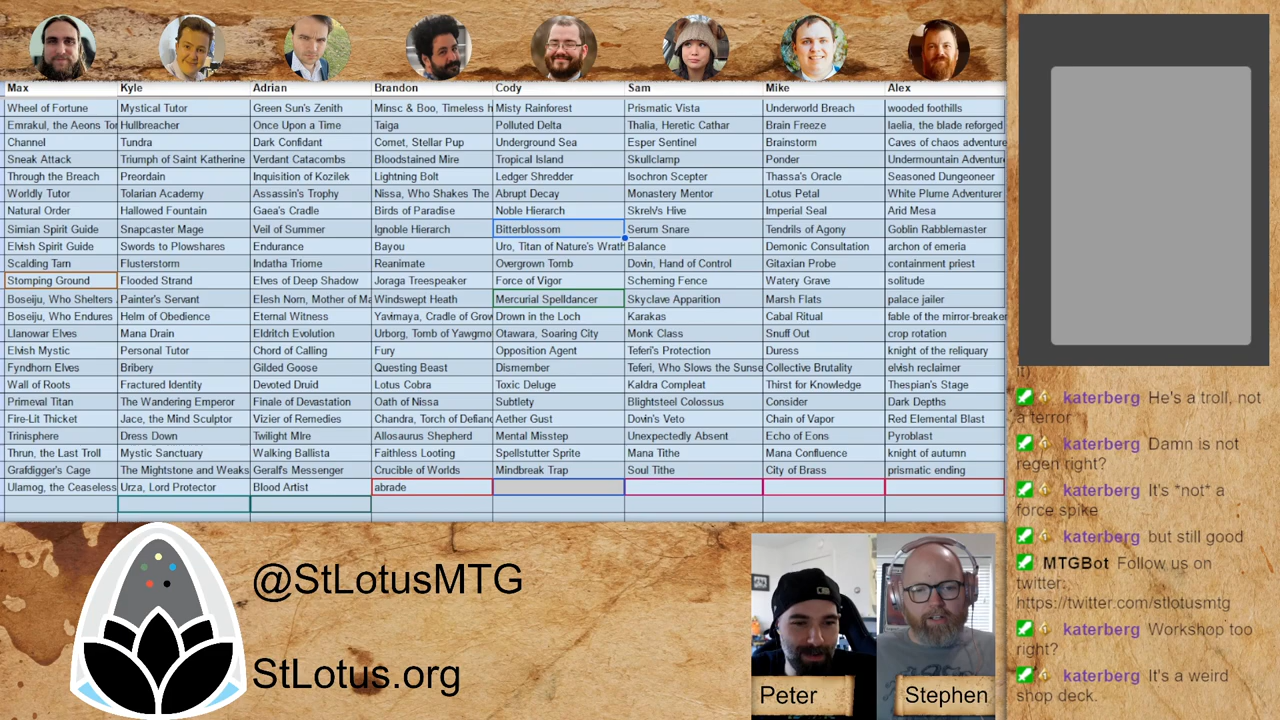 Max Kyle Adrian Brandon Cody Sam Mike Alex
Wheel of Fortune Mystical Tutor Green Sun's Zenith Minsc & Boo, Timeless h Misty Rainforest Prismatic Vista Underworld Breach wooded foothills
Emrakul, the Aeons Tor Hullbreacher Once Upon a Time Taiga Polluted Delta Thalia, Heretic Cathar Brain Freeze laelia, the blade reforged
Channel Tundra Dark Confidant Comet, Stellar Pup Underground Sea Esper Sentinel Brainstorm Caves of chaos adventure
Sneak Attack Triumph of Saint Katherine Verdant Catacombs Bloodstained Mire Tropical Island Skullclamp Ponder Undermountain Adventure
Through the Breach Preordain Inquisition of Kozilek Lightning Bolt Ledger Shredder Isochron Scepter Thassa's Oracle Seasoned Dungeoneer
Worldly Tutor Tolarian Academy Assassin's Trophy Nissa, Who Shakes The Abrupt Decay Monastery Mentor Lotus Petal White Plume Adventurer
Natural Order Hallowed Fountain Gaea's Cradle Birds of Paradise Noble Hierarch Skrelv's Hive Imperial Seal Arid Mesa
Simian Spirit Guide Snapcaster Mage Veil of Summer Ignoble Hierarch Bitterblossom Serum Snare Tendrils of Agony Goblin Rabblemaster
Elvish Spirit Guide Swords to Plowshares Endurance Bayou Uro, Titan of Nature's Wrath Balance Demonic Consultation archon of emeria
Scalding Tarn Flusterstorm Indatha Triome Reanimate Overgrown Tomb Dovin, Hand of Control Gitaxian Probe containment priest
Stomping Ground Flooded Strand Elves of Deep Shadow Joraga Treespeaker Force of Vigor Scheming Fence Watery Grave solitude
Boseiju, Who Shelters Painter's Servant Elesh Norn, Mother of Ma Windswept Heath Mercurial Spelldancer Skyclave Apparition Marsh Flats palace jailer
Boseiju, Who Endures Helm of Obedience Eternal Witness Yavimaya, Cradle of Grow Drown in the Loch Karakas Cabal Ritual fable of the mirror-breaker
Llanowar Elves Mana Drain Eldritch Evolution Urborg, Tomb of Yawgmo Otawara, Soaring City Monk Class Snuff Out crop rotation
Elvish Mystic Personal Tutor Chord of Calling Fury Opposition Agent Teferi's Protection Duress knight of the reliquary
Fyndhorn Elves Bribery Gilded Goose Questing Beast Dismember Teferi, Who Slows the Sunse Collective Brutality elvish reclaimer
Wall of Roots Fractured Identity Devoted Druid Lotus Cobra Toxic Deluge Kaldra Compleat Thirst for Knowledge Thespian's Stage
Primeval Titan The Wandering Emperor Finale of Devastation Oath of Nissa Subtlety Blightsteel Colossus Consider Dark Depths
Fire-Lit Thicket Jace, the Mind Sculptor Vizier of Remedies Chandra, Torch of Defianc Aether Gust Dovin's Veto Chain of Vapor Red Elemental Blast
Trinisphere Dress Down Twilight MIre Allosaurus Shepherd Mental Misstep Unexpectedly Absent Echo of Eons Pyroblast
Thrun, the Last Troll Mystic Sanctuary Walking Ballista Faithless Looting Spellstutter Sprite Mana Tithe Mana Confluence knight of autumn
Grafdigger's Cage The Mightstone and Weaks Geralf's Messenger Crucible of Worlds Mindbreak Trap Soul Tithe City of Brass prismatic ending
Ulamog, the Ceaseless Urza, Lord Protector Blood Artist abrade
@StLotusMTG
StLotus.org
Peter
Stephen
it)
katerberg He's a troll, not
a terror
katerberg Damn is not
regen right?
katerberg It's *not* a
force spike
katerberg but still good
MTGBot Follow us on
twitter:
https://twitter.com/stlotusmtg
katerberg Workshop too
right?
katerberg It's a weird
shop deck.